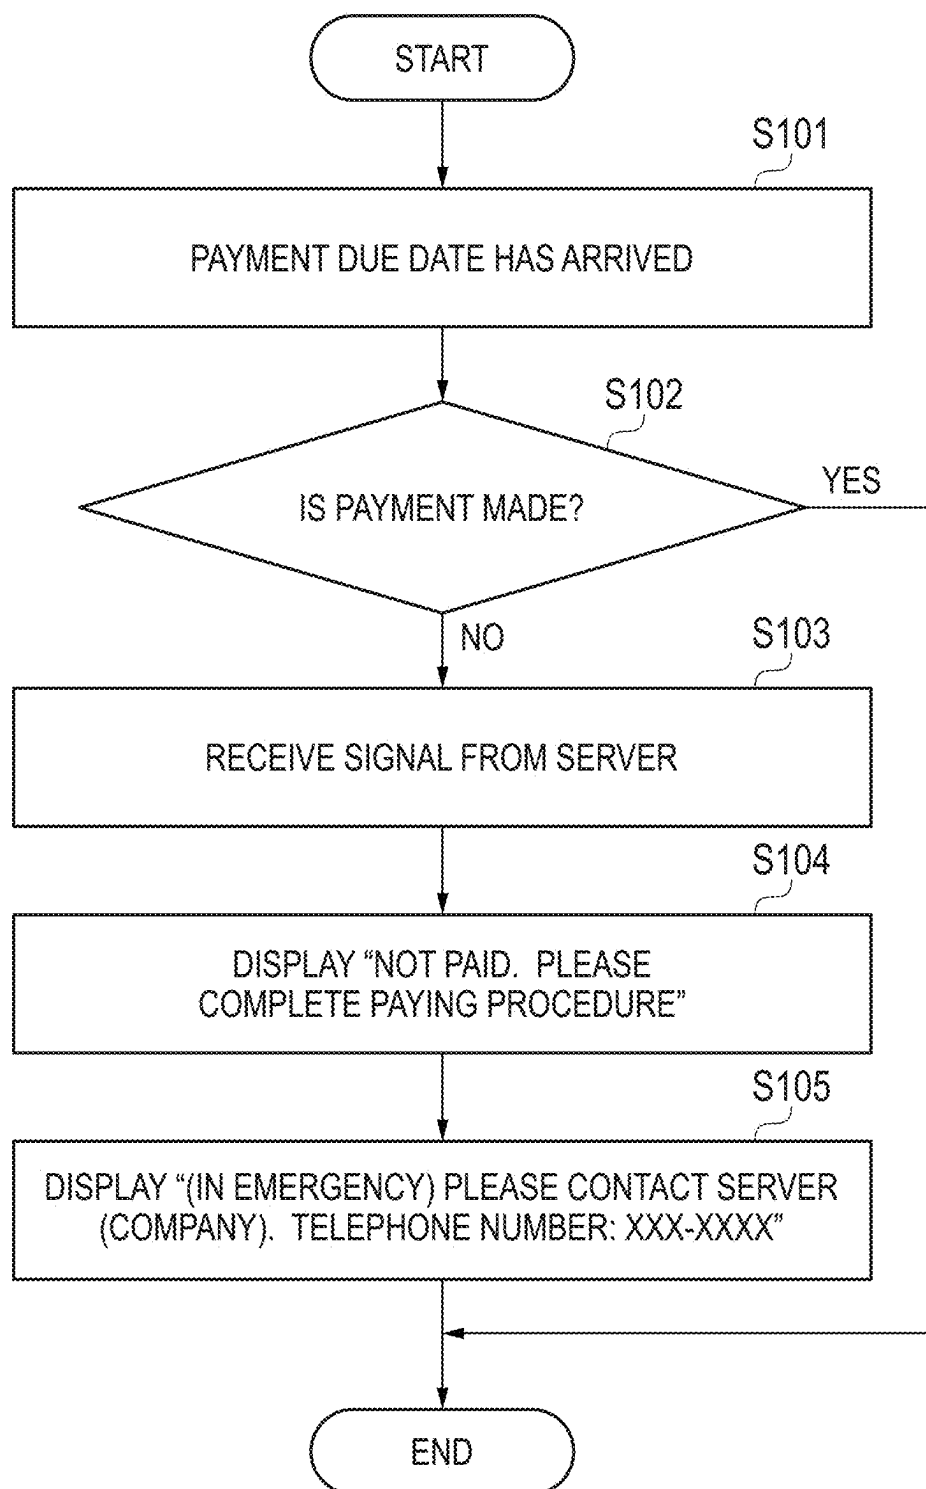 START
S101
PAYMENT DUE DATE HAS ARRIVED
S102
IS PAYMENT MADE?
YES
NO
S103
RECEIVE SIGNAL FROM SERVER
S104
DISPLAY “NOT PAID. PLEASE
COMPLETE PAYING PROCEDURE”
S105
DISPLAY “(IN EMERGENCY) PLEASE CONTACT SERVER
(COMPANY). TELEPHONE NUMBER: XXX-XXXX”
END